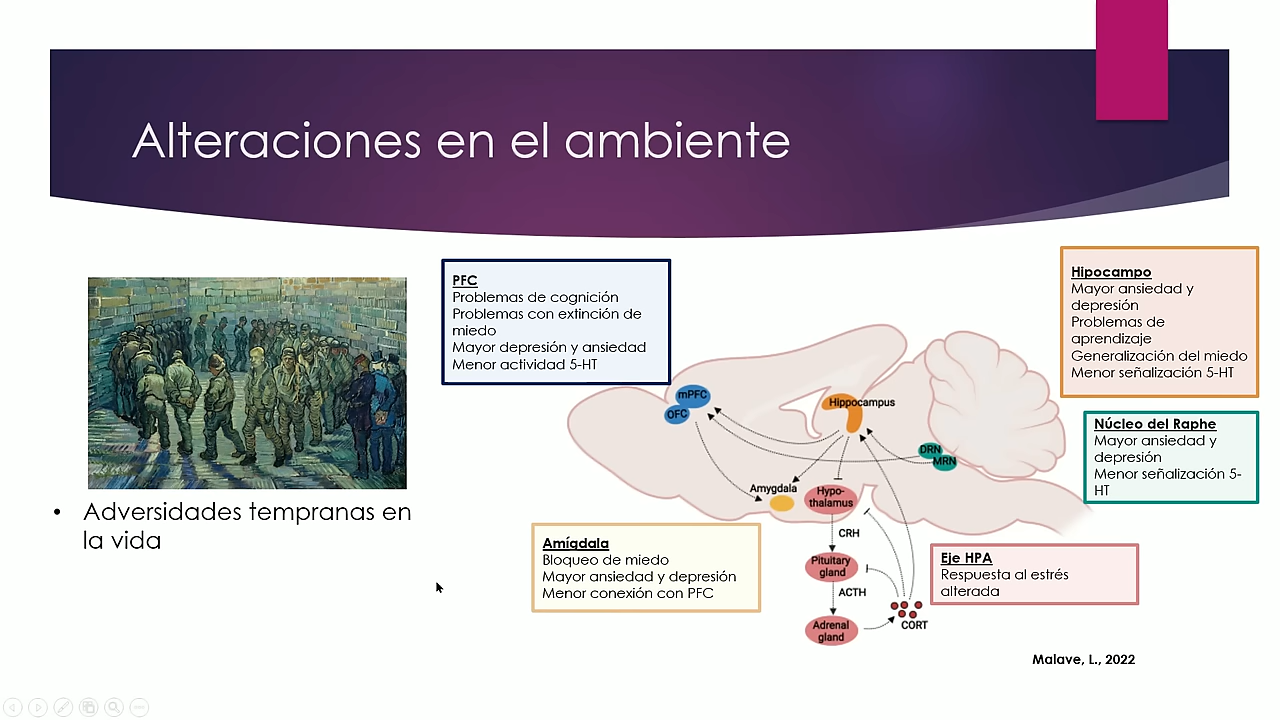 Alteraciones en el ambiente
PFC
Problemas de cognición
Problemas con extinción de
miedo
Mayor depresión y ansiedad
Menor actividad 5-HT
Hipocampo
Mayor ansiedad y
depresión
Problemas de
aprendizaje
Generalización del miedo
Menor señalización 5-HT
mPFC
OFC
Hippocampus
DRN
MRN
Núcleo del Raphe
Mayor ansiedad y
depresión
Menor señalización 5-
HT
Amygdala
Hypo-
thalamus
• Adversidades tempranas en
la vida
Amígdala
Bloqueo de miedo
Mayor ansiedad y depresión
Menor conexión con PFC
CRH
Pituitary
gland
ACTH
Adrenal
gland
CORT
Eje HPA
Respuesta al estrés
alterada
Malave, L., 2022